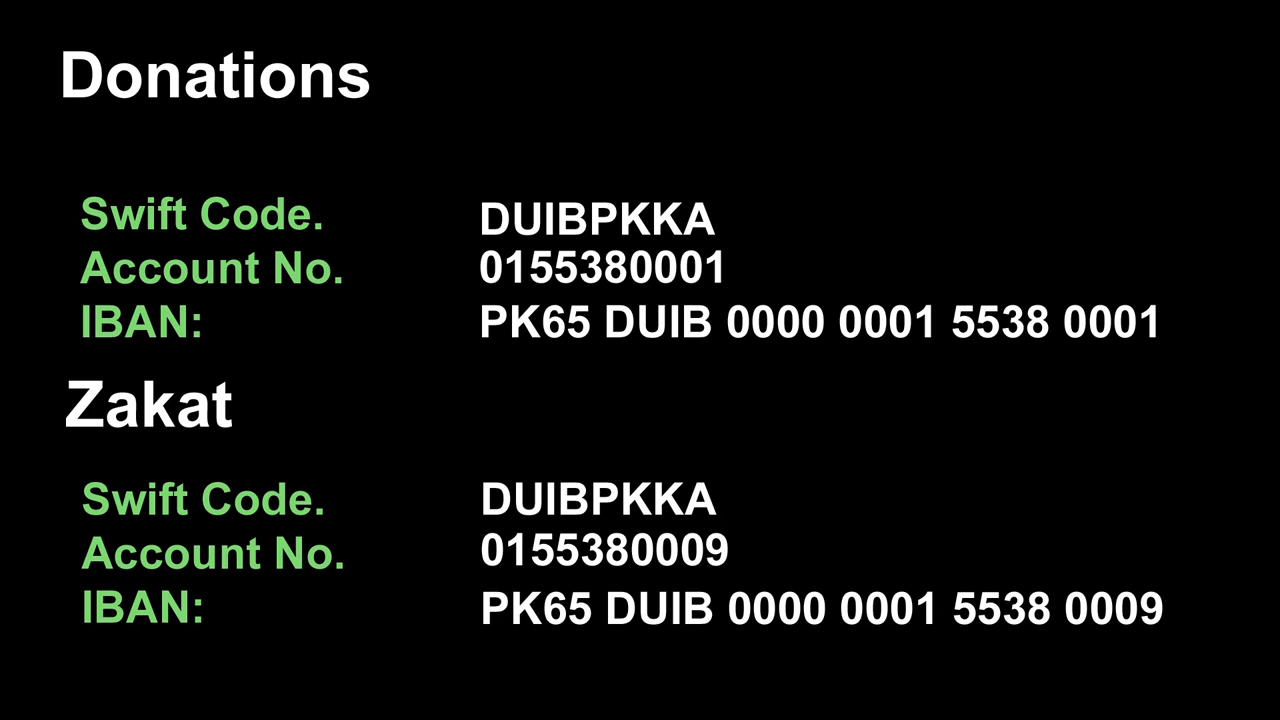 Donations
Swift Code. DUIBPKKA
Account No. 0155380001
IBAN: PK65 DUIB 0000 0001 5538 0001
Zakat
Swift Code. DUIBPKKA
Account No. 0155380009
IBAN: PK65 DUIB 0000 0001 5538 0009